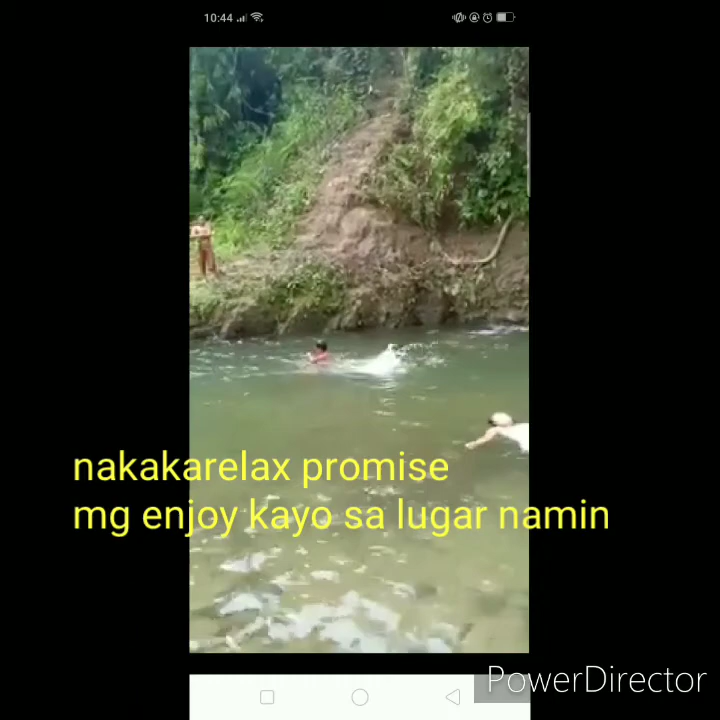 10:44
nakakarelax promise
mg enjoy kayo sa lugar namin
PowerDirector